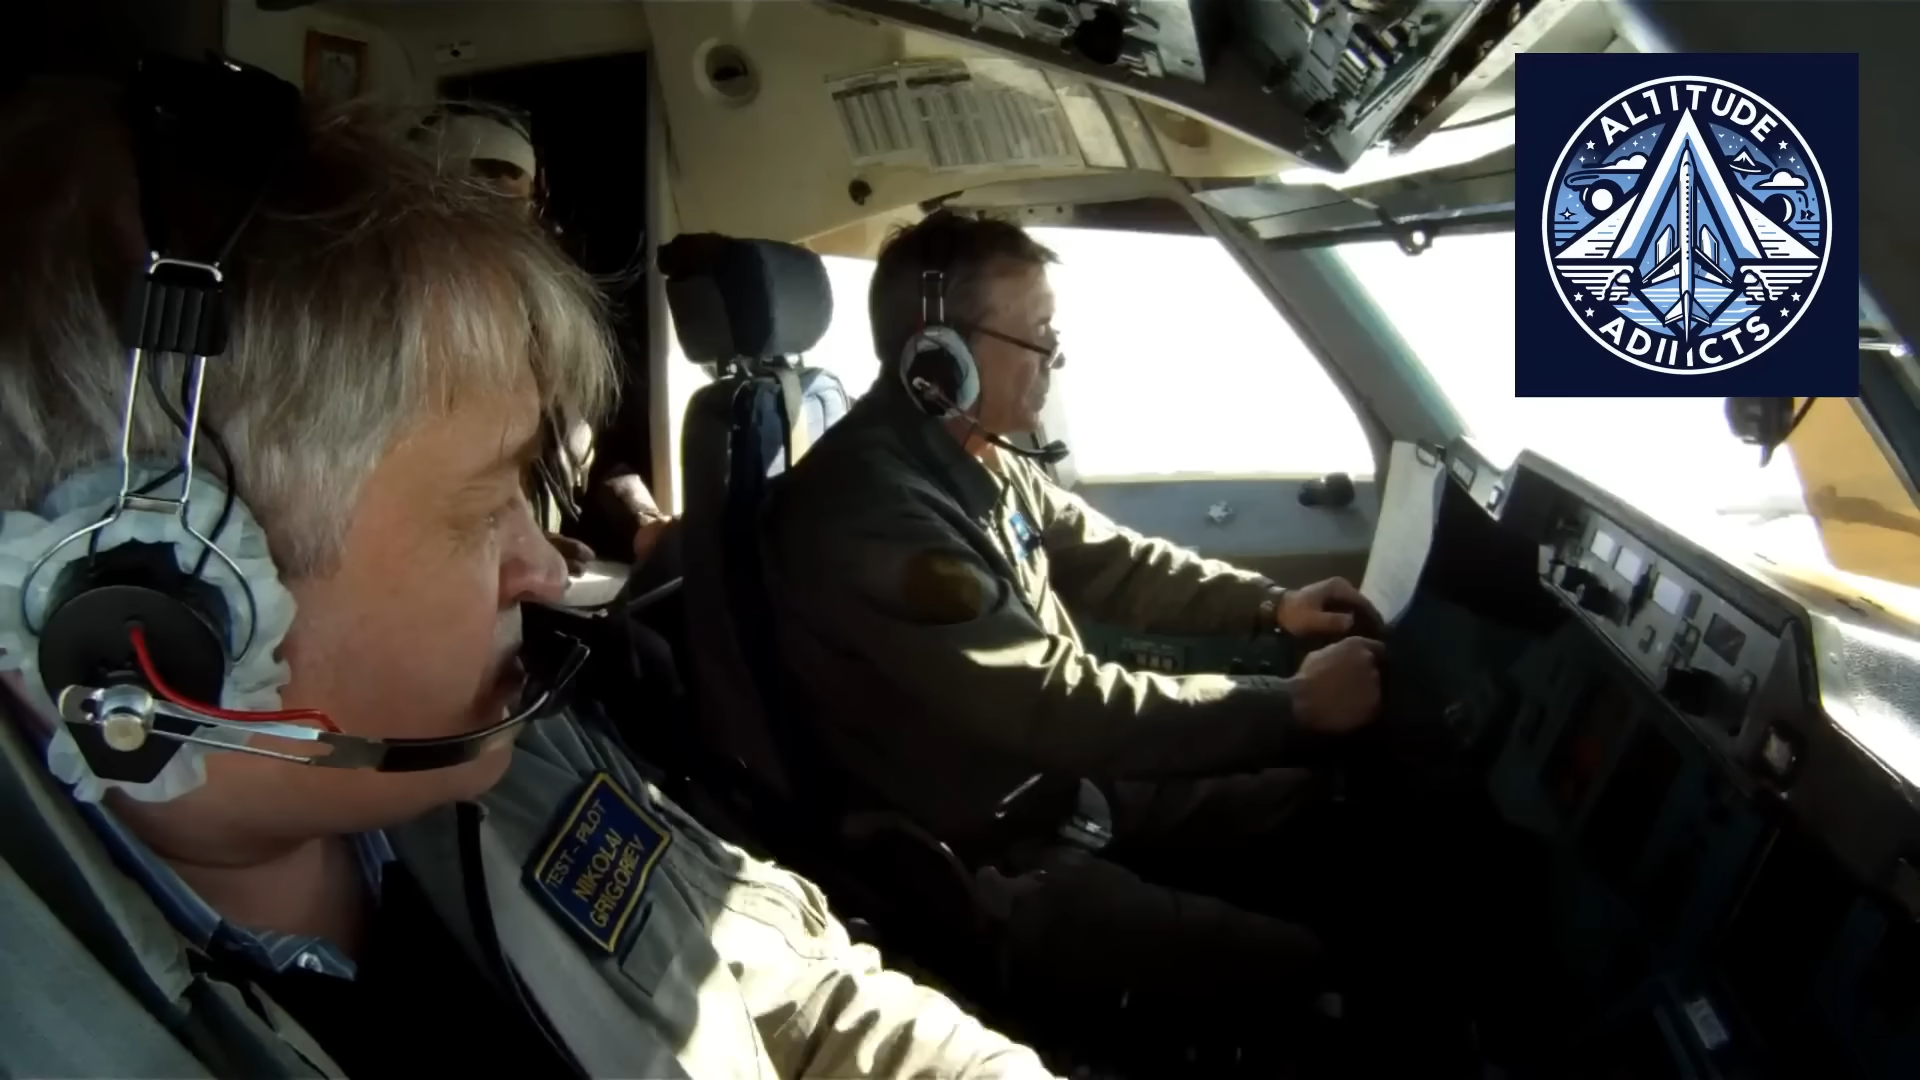 ALTITUDE
ADIIICTS
TEST-PILOT
NIKOLAI
GRIGORIEV